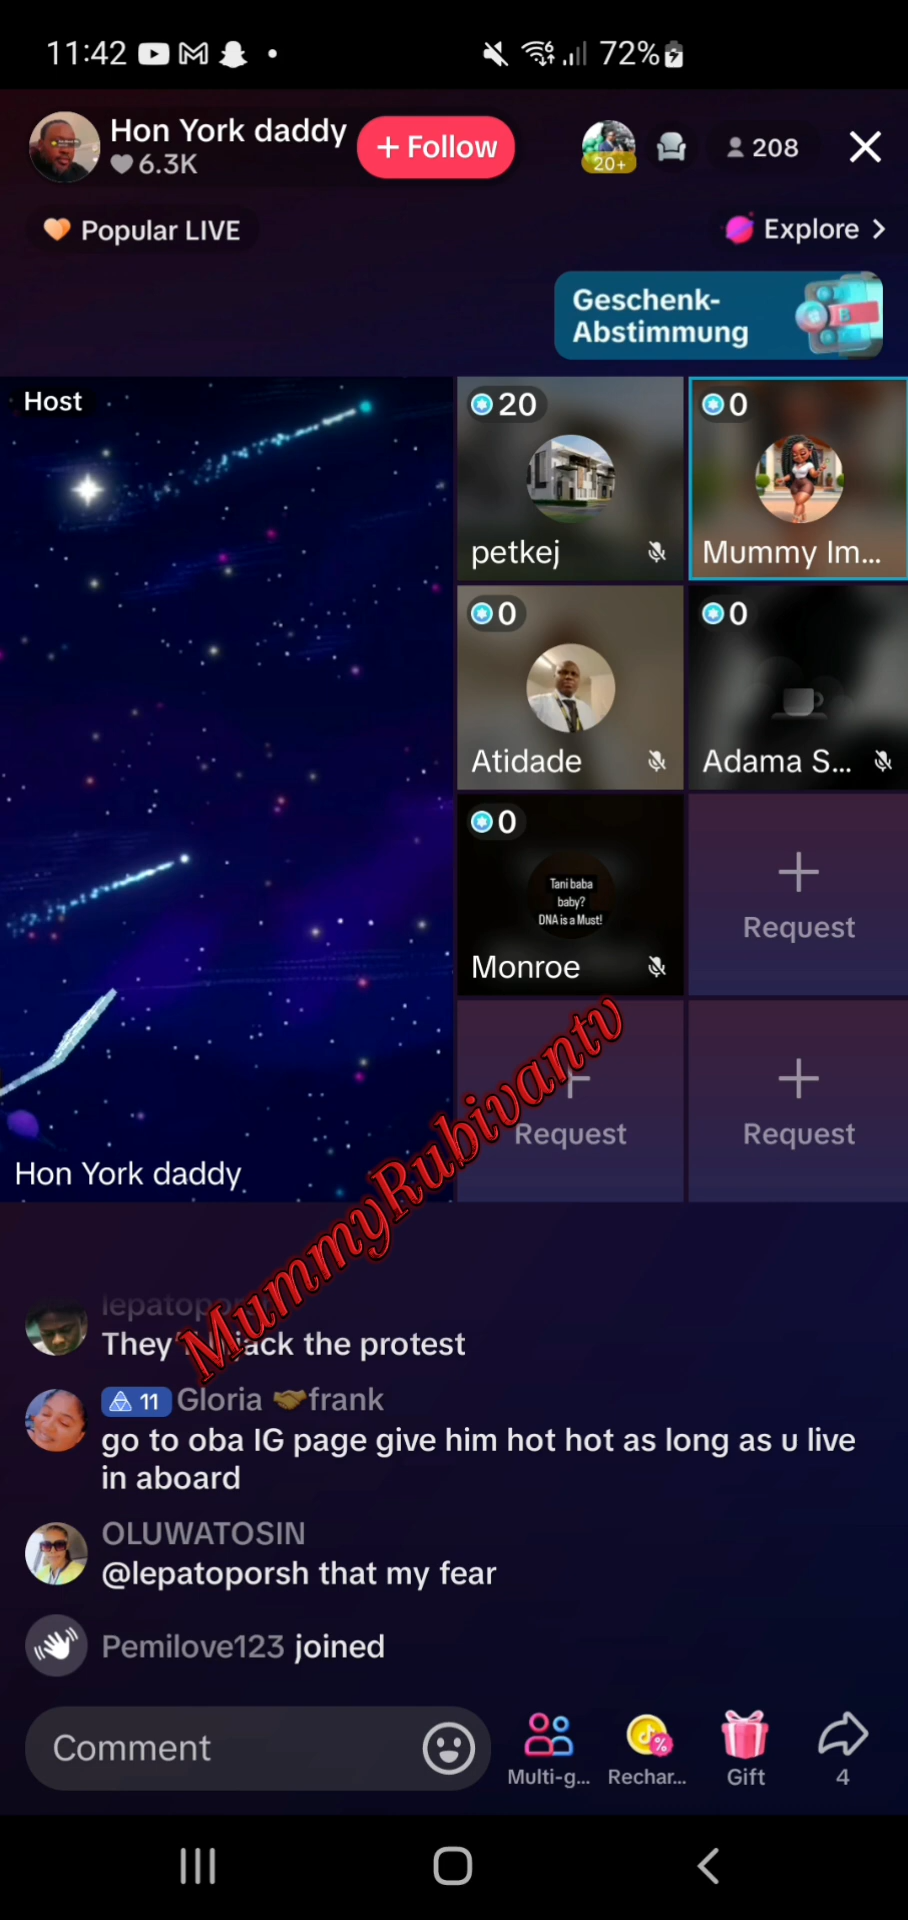 11:42
72%
Hon York daddy
6.3K
+ Follow
20+
208
Popular LIVE
Explore >
Geschenk-
Abstimmung
Host
20
petkej
0
Mummy Im...
0
Atidade
0
Adama S...
0
Tani baba
baby?
DNA is a Must!
Monroe
Request
Request
Request
Hon York daddy
MummyRubivantv
They jack the protest
11 Gloria 🤝frank
go to oba IG page give him hot hot as long as u live
in aboard
OLUWATOSIN
@lepatoporsh that my fear
Pemilove123 joined
Comment
Multi-g...
Rechar...
Gift
4